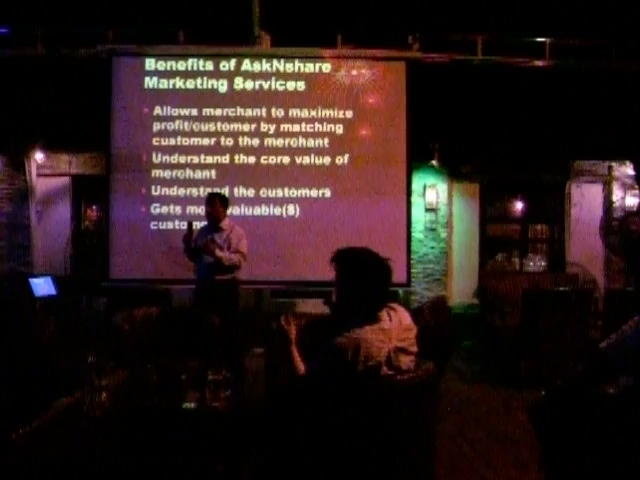 Benefits of AskNshare
Marketing Services
Allows merchant to maximize
profit/customer by matching
customer to the merchant
Understand the core value of
merchant
Understand the customers
Gets valuable($)